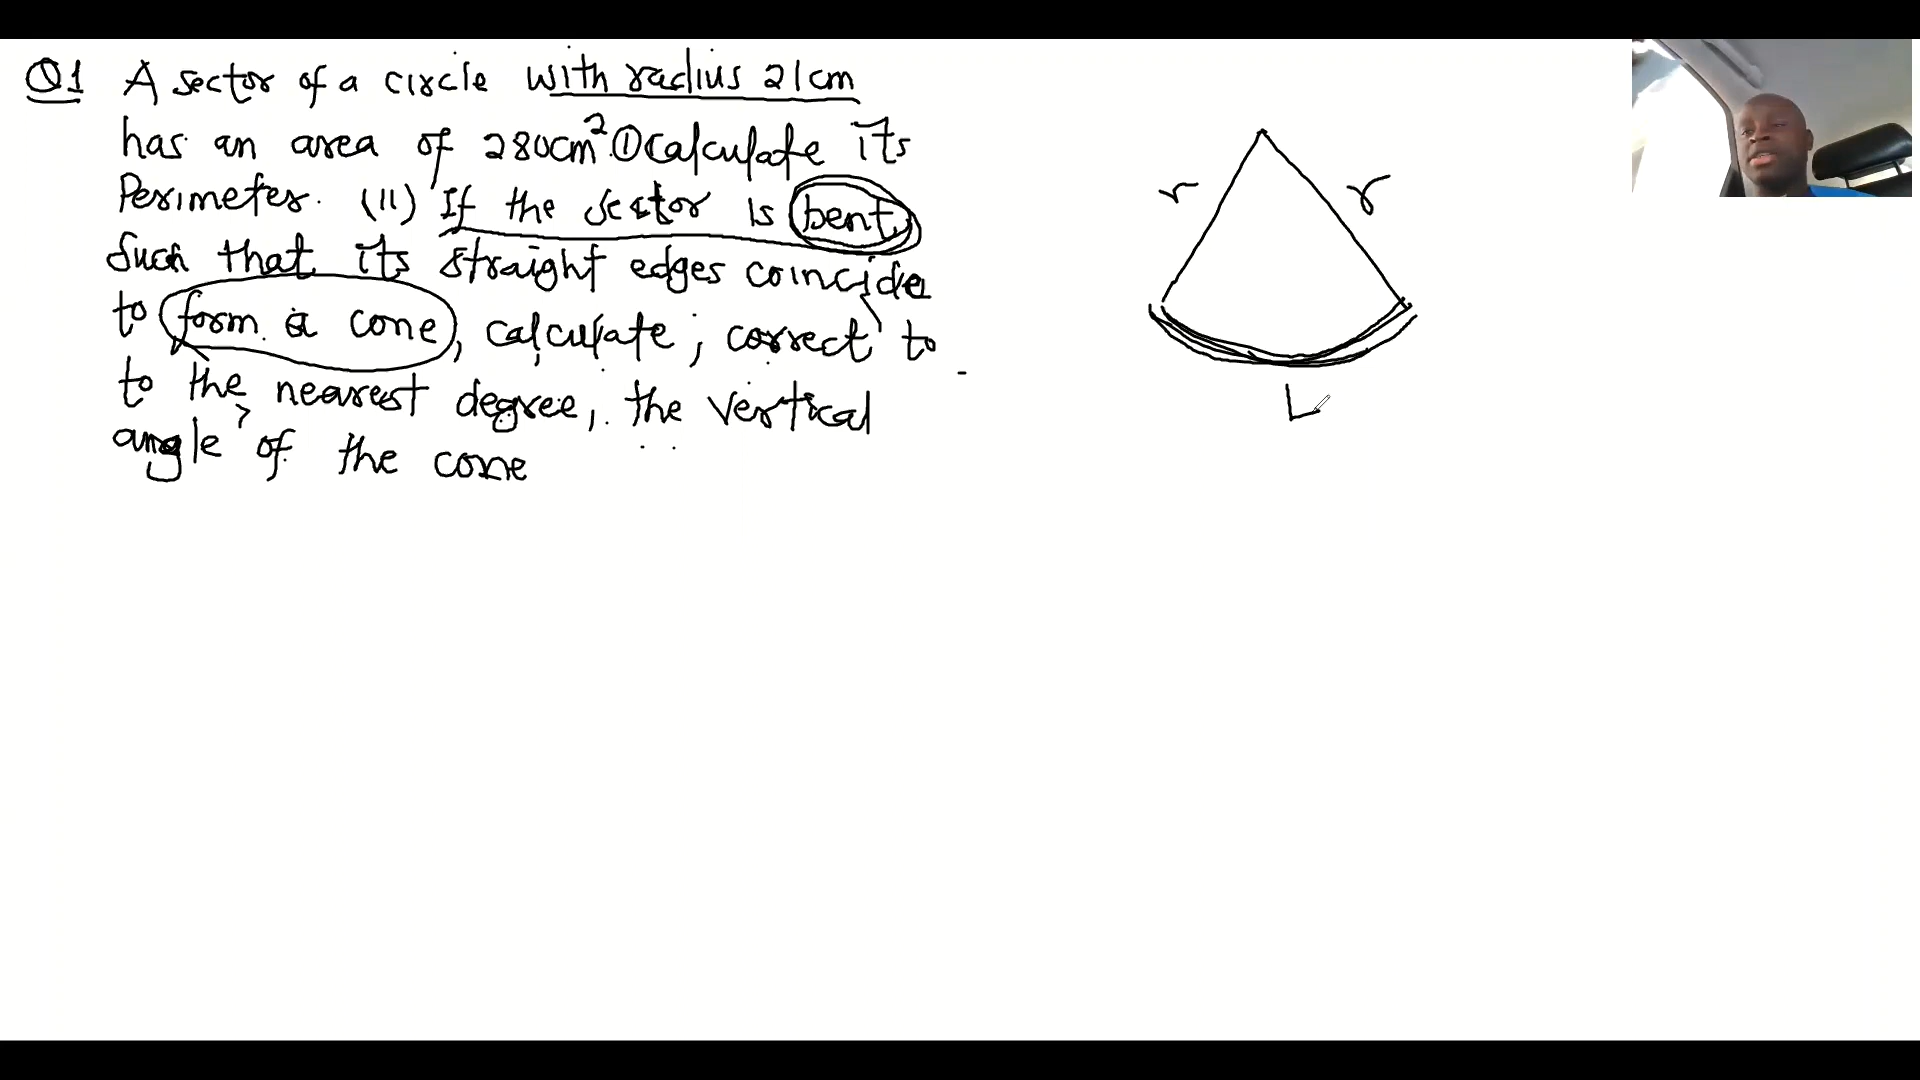 Q1 A sector of a circle with radius 21cm
has an area of 280cm² ①calculate its
Perimeter. (11) If the sector is bent,
Such that its straight edges coincide
to form a cone, calculate; correct to
to the nearest degree, the vertical
angle of the cone
r r
L